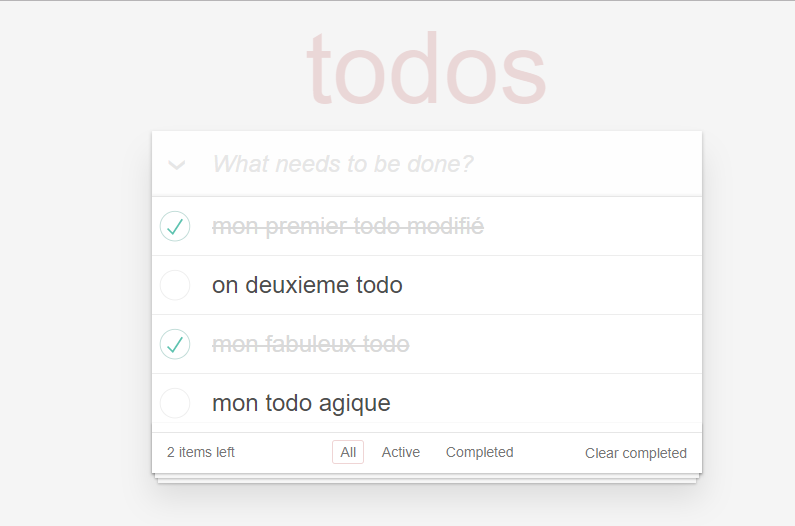 todos
What needs to be done?
mon premier todo modifié
on deuxieme todo
mon fabuleux todo
mon todo agique
2 items left All Active Completed Clear completed